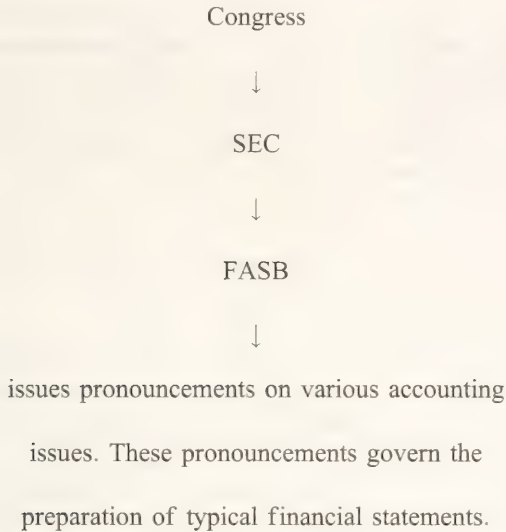 Congress
↓
SEC
↓
FASB
↓
issues pronouncements on various accounting
issues. These pronouncements govern the
preparation of typical financial statements.